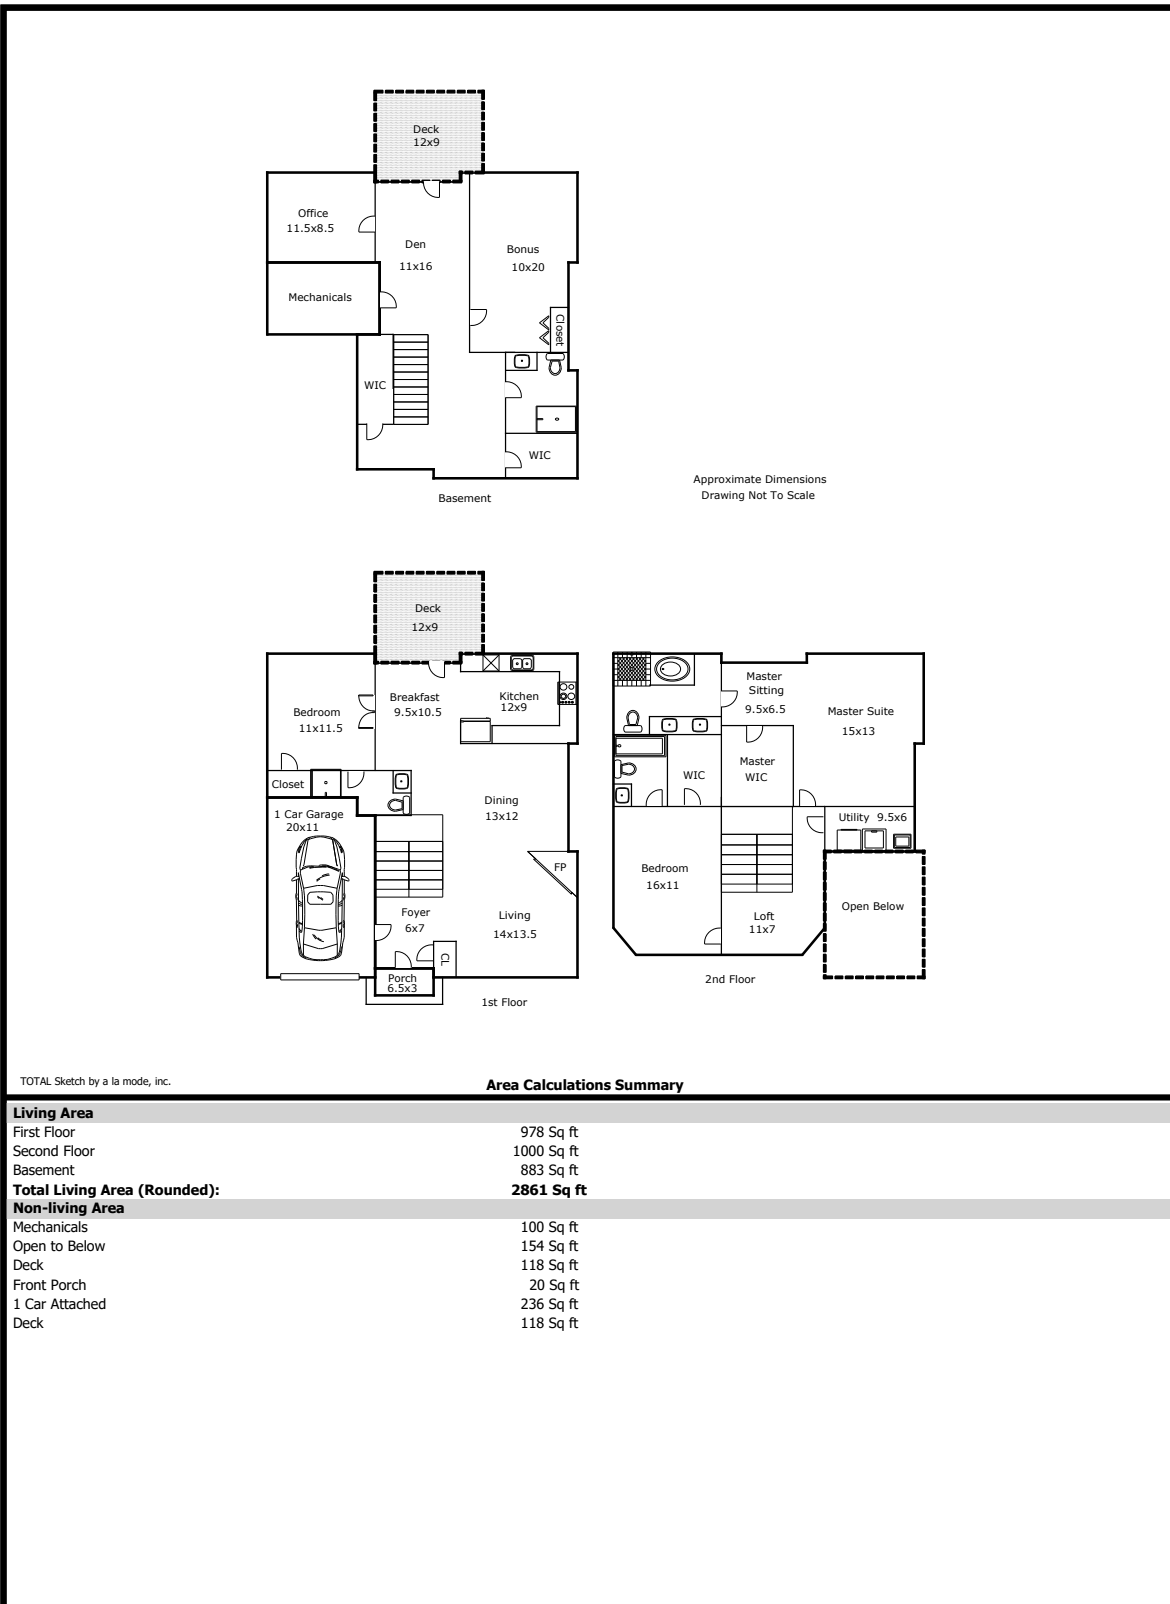 Deck
12x9
Office
11.5x8.5
Den
11x16
Bonus
10x20
Mechanicals
Closet
WIC
WIC
Basement
Approximate Dimensions
Drawing Not To Scale
Deck
12x9
Bedroom
11x11.5
Breakfast
9.5x10.5
Kitchen
12x9
Closet
1 Car Garage
20x11
Dining
13x12
FP
Foyer
6x7
Living
14x13.5
CL
Porch
6.5x3
1st Floor
Master
Sitting
9.5x6.5
Master Suite
15x13
WIC
Master
WIC
Utility 9.5x6
Bedroom
16x11
Loft
11x7
Open Below
2nd Floor
TOTAL Sketch by a la mode, inc.
Area Calculations Summary
Living Area
First Floor 978 Sq ft
Second Floor 1000 Sq ft
Basement 883 Sq ft
Total Living Area (Rounded): 2861 Sq ft
Non-living Area
Mechanicals 100 Sq ft
Open to Below 154 Sq ft
Deck 118 Sq ft
Front Porch 20 Sq ft
1 Car Attached 236 Sq ft
Deck 118 Sq ft